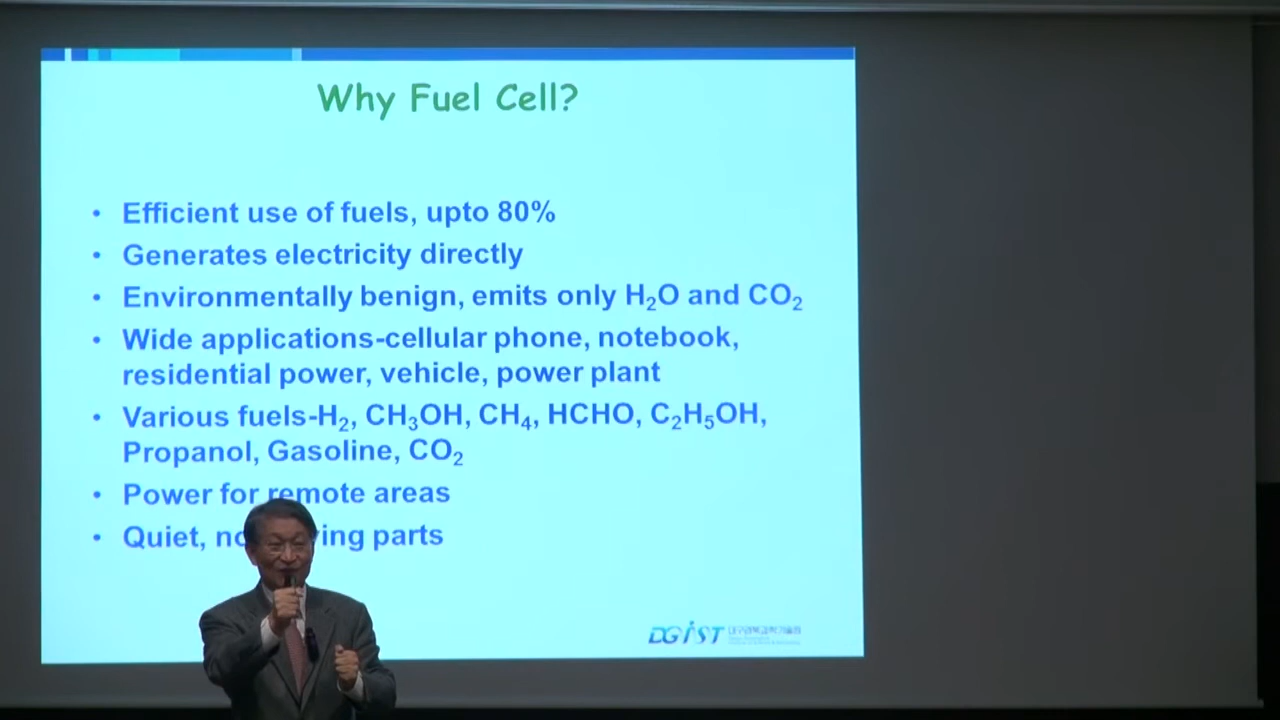 Why Fuel Cell?
• Efficient use of fuels, upto 80%
• Generates electricity directly
• Environmentally benign, emits only H₂O and CO₂
• Wide applications-cellular phone, notebook,
residential power, vehicle, power plant
• Various fuels-H₂, CH₃OH, CH₄, HCHO, C₂H₅OH,
Propanol, Gasoline, CO₂
• Power for remote areas
• Quiet, parts
DGIST